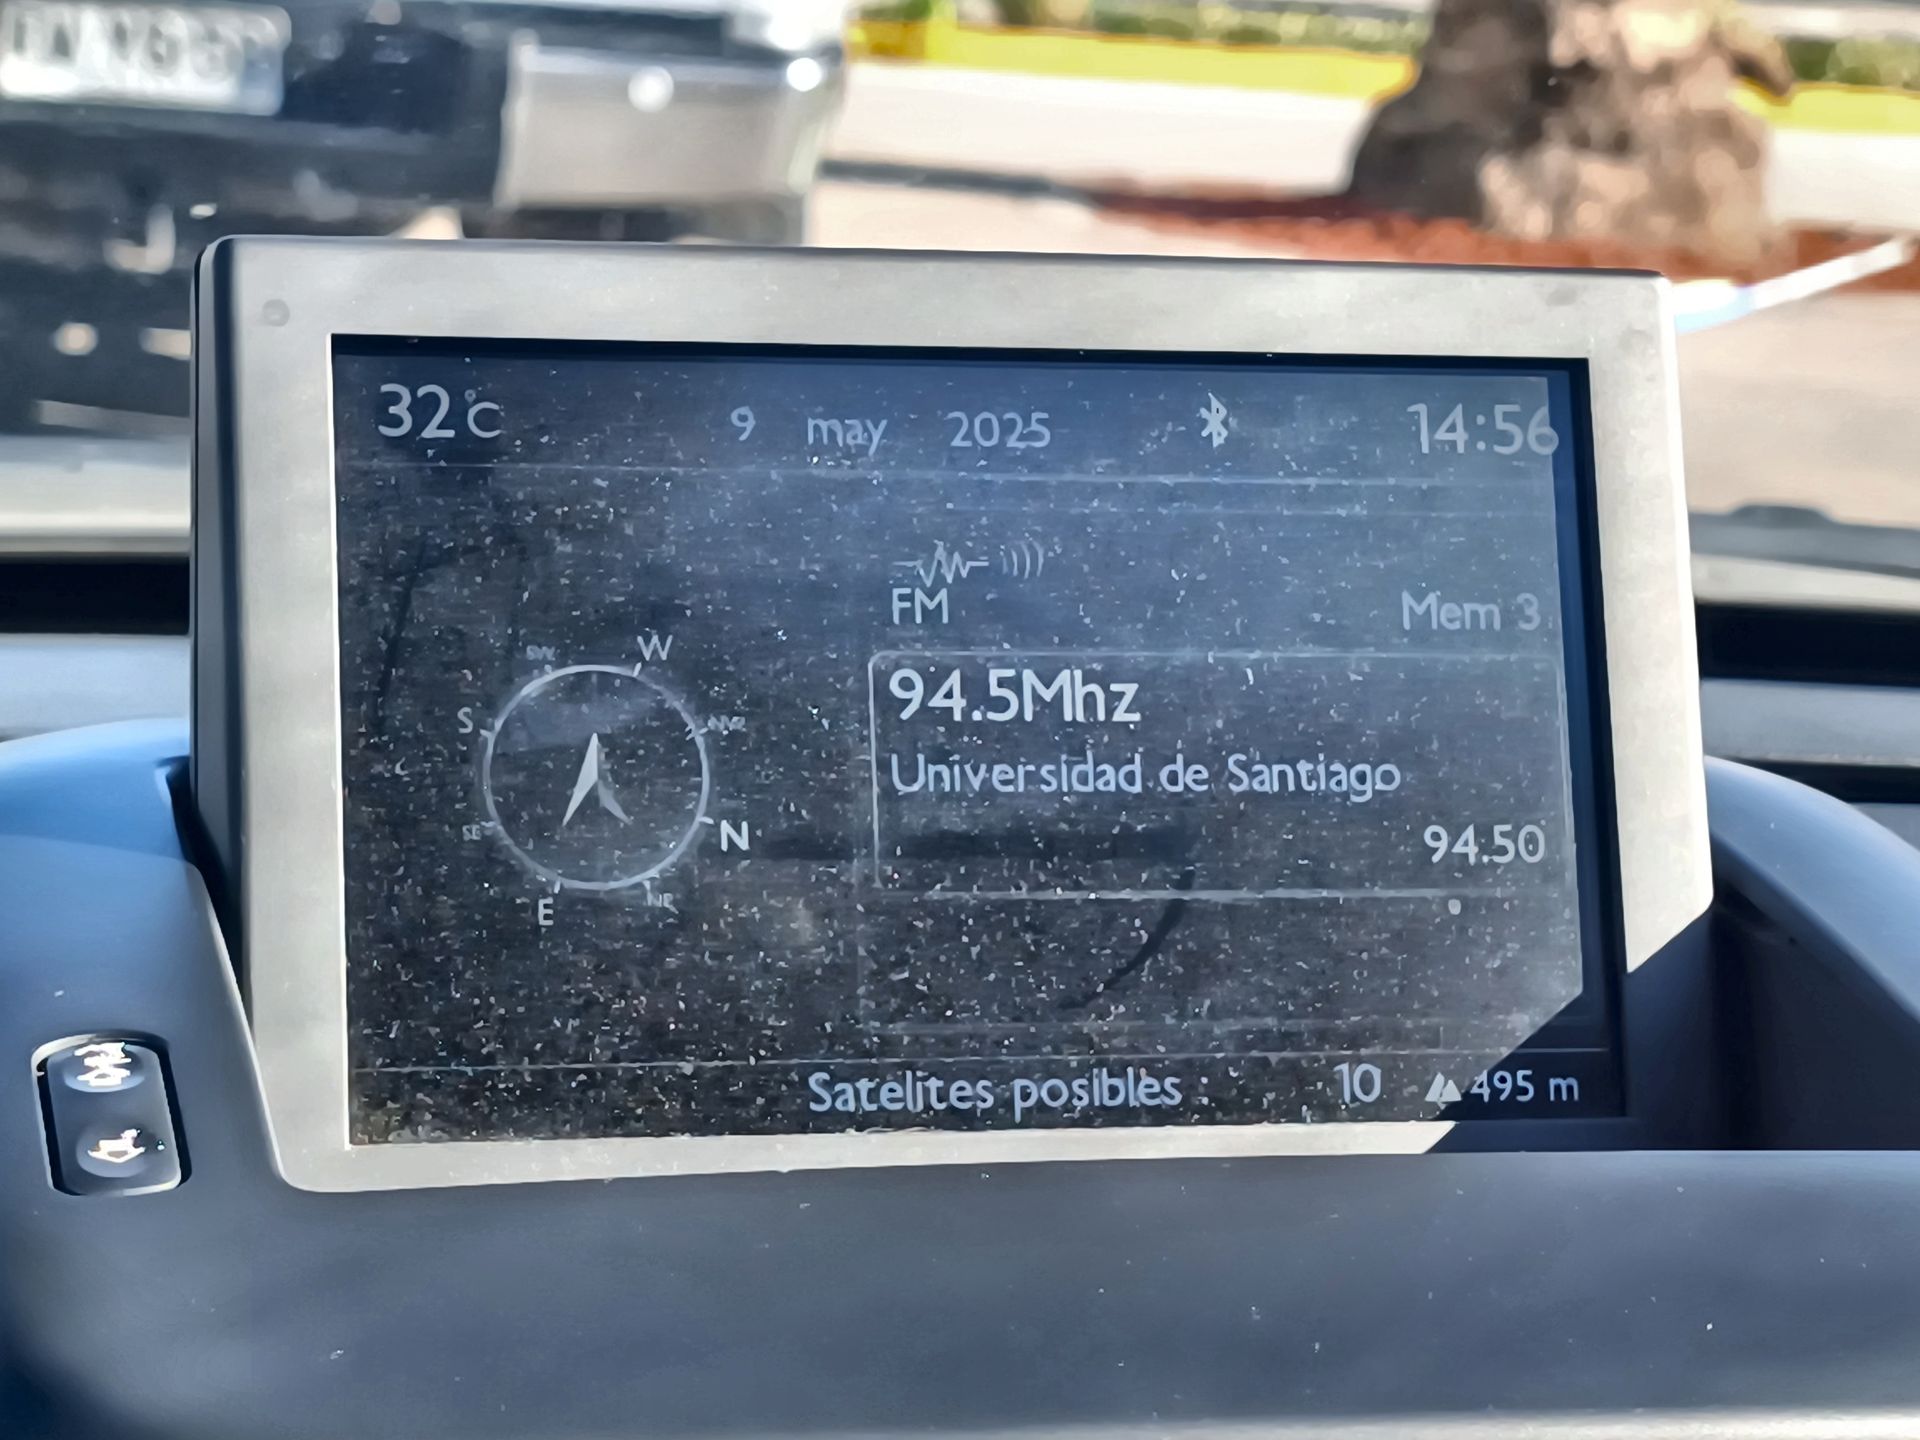 32°C 9 may 2025 14:56
FM Mem 3
94.5Mhz
Universidad de Santiago
94.50
W
S
N
E
Satelites posibles : 10 495 m